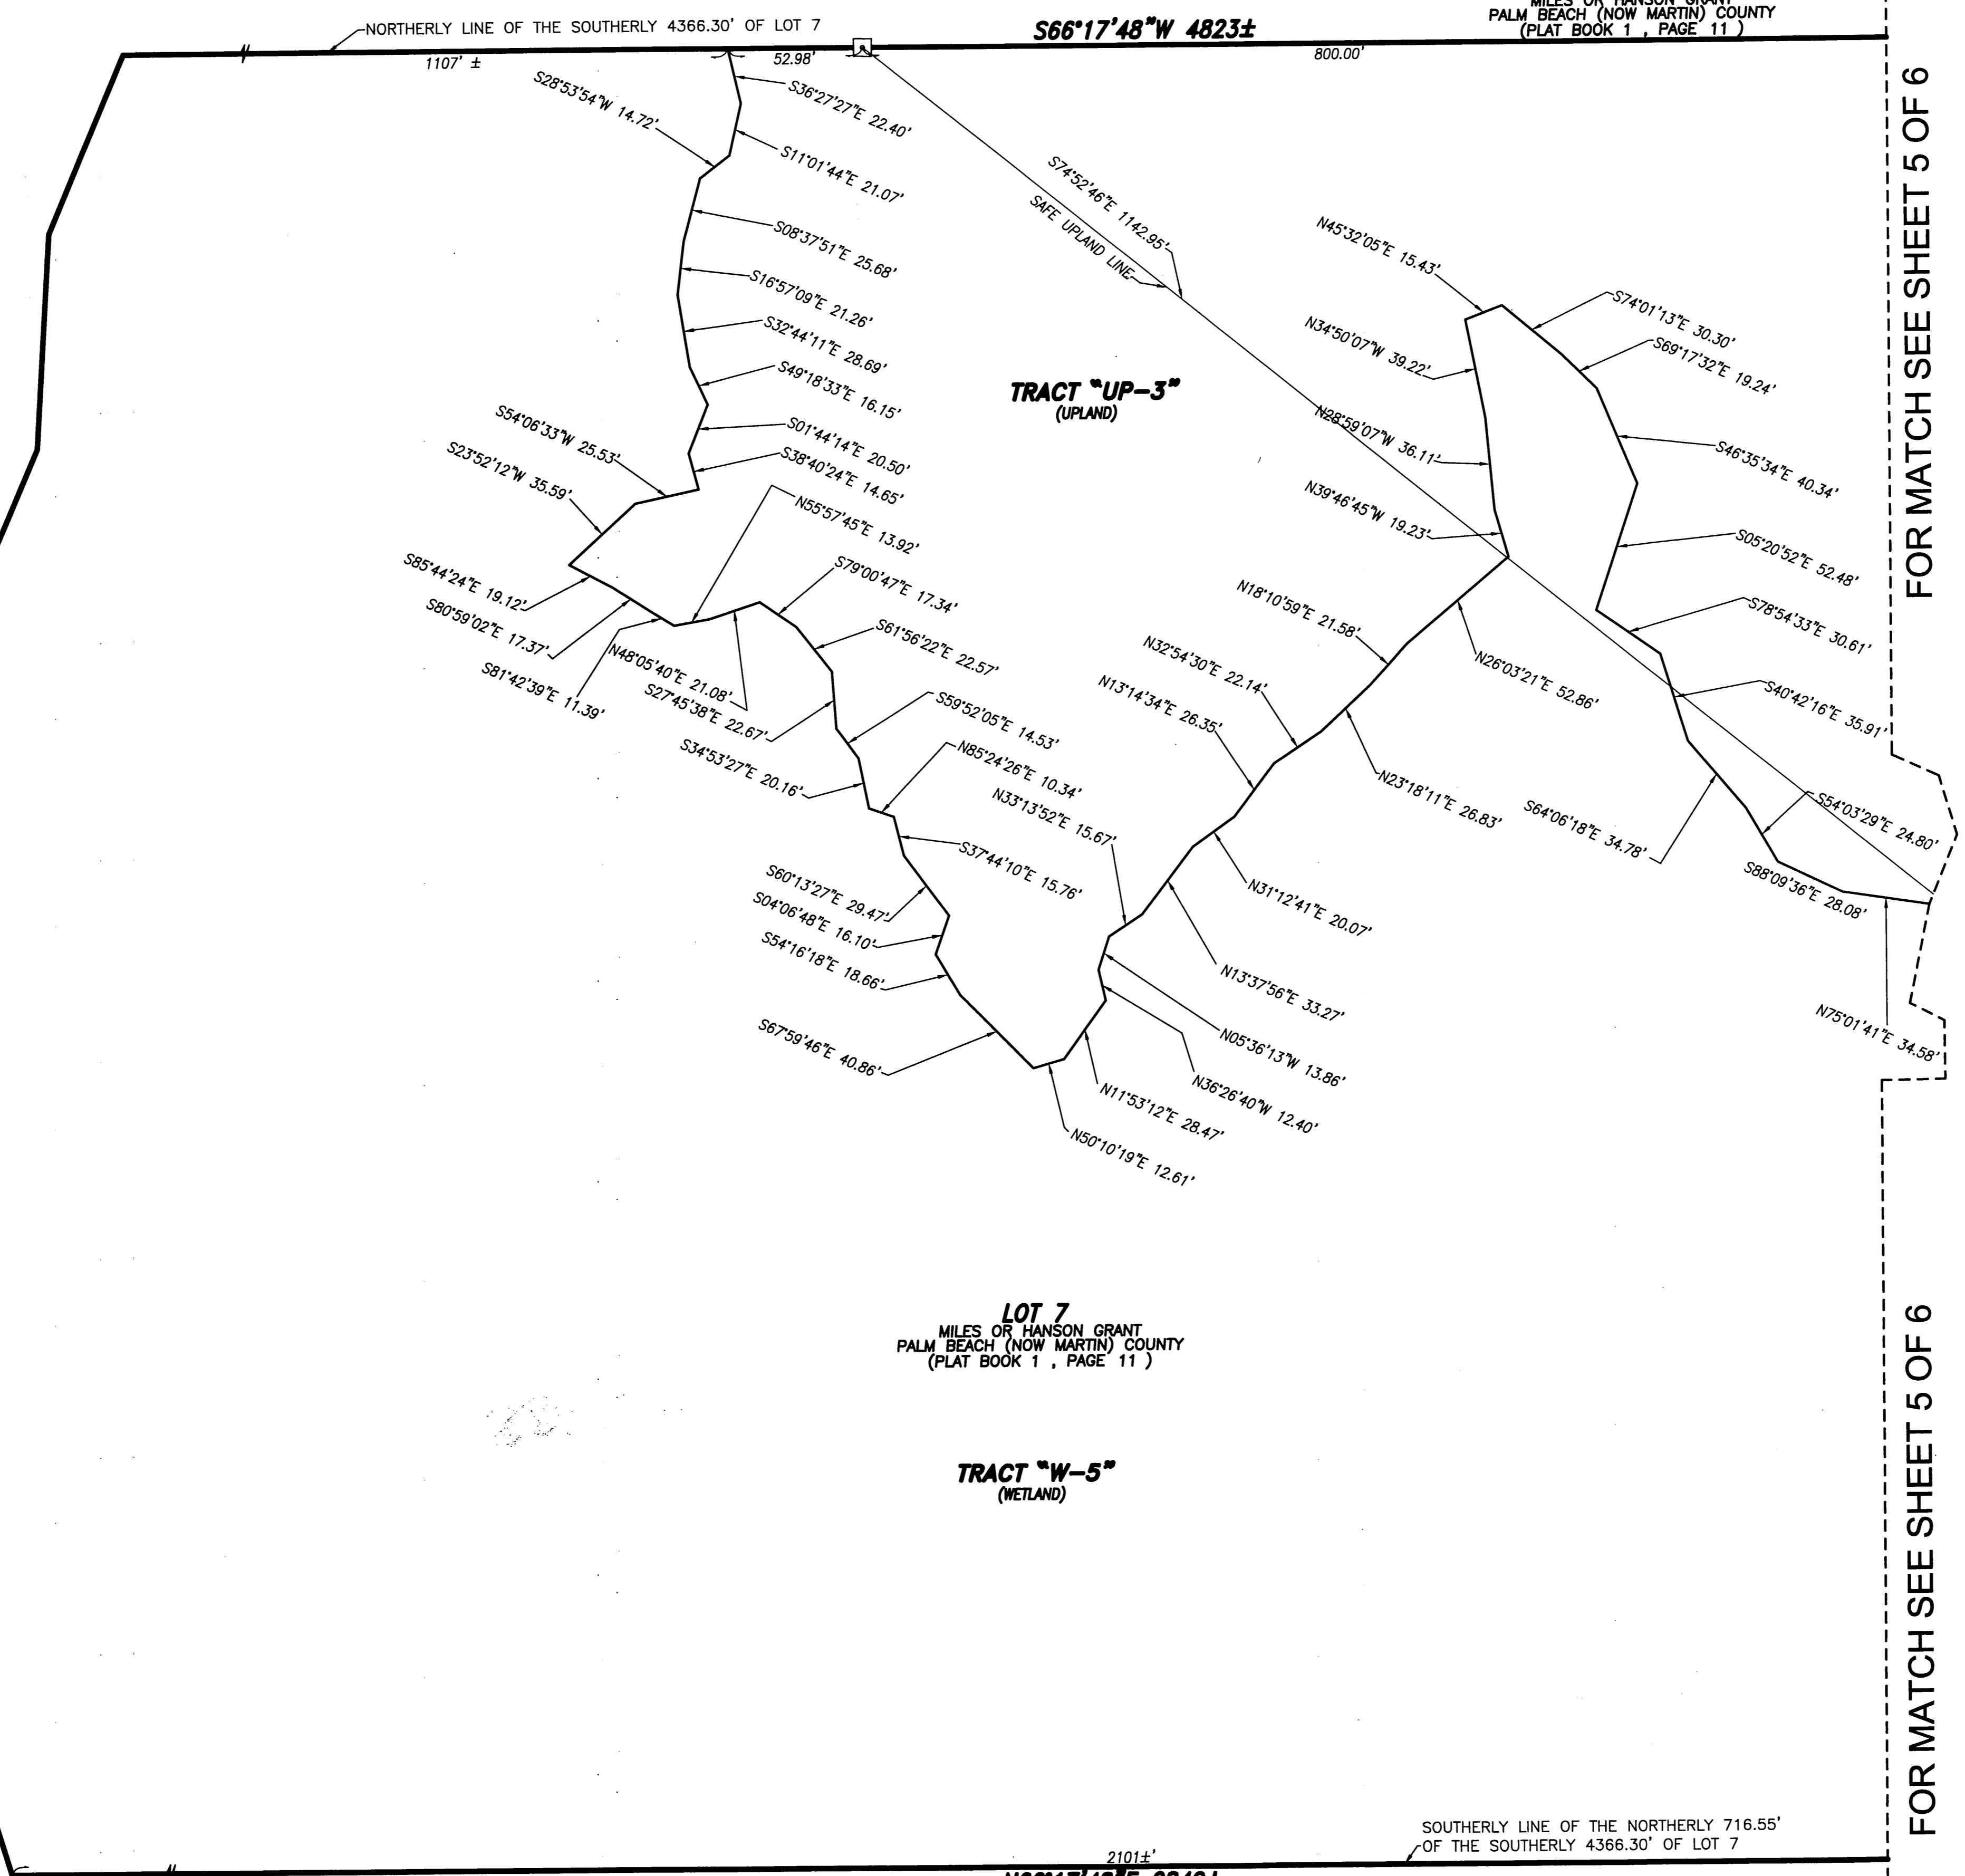 MILES OR HANSON GRANT
PALM BEACH (NOW MARTIN) COUNTY
(PLAT BOOK 1 , PAGE 11 )
NORTHERLY LINE OF THE SOUTHERLY 4366.30' OF LOT 7
S66°17'48"W 4823±
1107' ±
52.98'
800.00'
S36°27'27"E 22.40'
S28°53'54"W 14.72'
S11°01'44"E 21.07'
S08°37'51"E 25.68'
S16°57'09"E 21.26'
S32°44'11"E 28.69'
S49°18'33"E 16.15'
S01°44'14"E 20.50'
S38°40'24"E 14.65'
S54°06'33"W 25.53'
S23°52'12"W 35.59'
N55°57'45"E 13.92'
S85°44'24"E 19.12'
S80°59'02"E 17.37'
S81°42'39"E 11.39'
N48°05'40"E 21.08'
S79°00'47"E 17.34'
S61°56'22"E 22.57'
S27°45'38"E 22.67'
S59°52'05"E 14.53'
S34°53'27"E 20.16'
N85°24'26"E 10.34'
S37°44'10"E 15.76'
S60°13'27"E 29.47'
S04°06'48"E 16.10'
S54°16'18"E 18.66'
S67°59'46"E 40.86'
N50°10'19"E 12.61'
N11°53'12"E 28.47'
N36°26'40"W 12.40'
N05°36'13"W 13.86'
N33°13'52"E 15.67'
N13°37'56"E 33.27'
N31°12'41"E 20.07'
N13°14'34"E 26.35'
N32°54'30"E 22.14'
N23°18'11"E 26.83'
N18°10'59"E 21.58'
N26°03'21"E 52.86'
N39°46'45"W 19.23'
N28°59'07"W 36.11'
N34°50'07"W 39.22'
N45°32'05"E 15.43'
S74°01'13"E 30.30'
S69°17'32"E 19.24'
S46°35'34"E 40.34'
S05°20'52"E 52.48'
S78°54'33"E 30.61'
S40°42'16"E 35.91'
S64°06'18"E 34.78'
S54°03'29"E 24.80'
S88°09'36"E 28.08'
N75°01'41"E 34.58'
S74°52'46"E 1142.95'
SAFE UPLAND LINE
TRACT "UP-3"
(UPLAND)
FOR MATCH SEE SHEET 5 OF 6
LOT 7
MILES OR HANSON GRANT
PALM BEACH (NOW MARTIN) COUNTY
(PLAT BOOK 1 , PAGE 11 )
TRACT "W-5"
(WETLAND)
FOR MATCH SEE SHEET 5 OF 6
SOUTHERLY LINE OF THE NORTHERLY 716.55'
OF THE SOUTHERLY 4366.30' OF LOT 7
2101±'